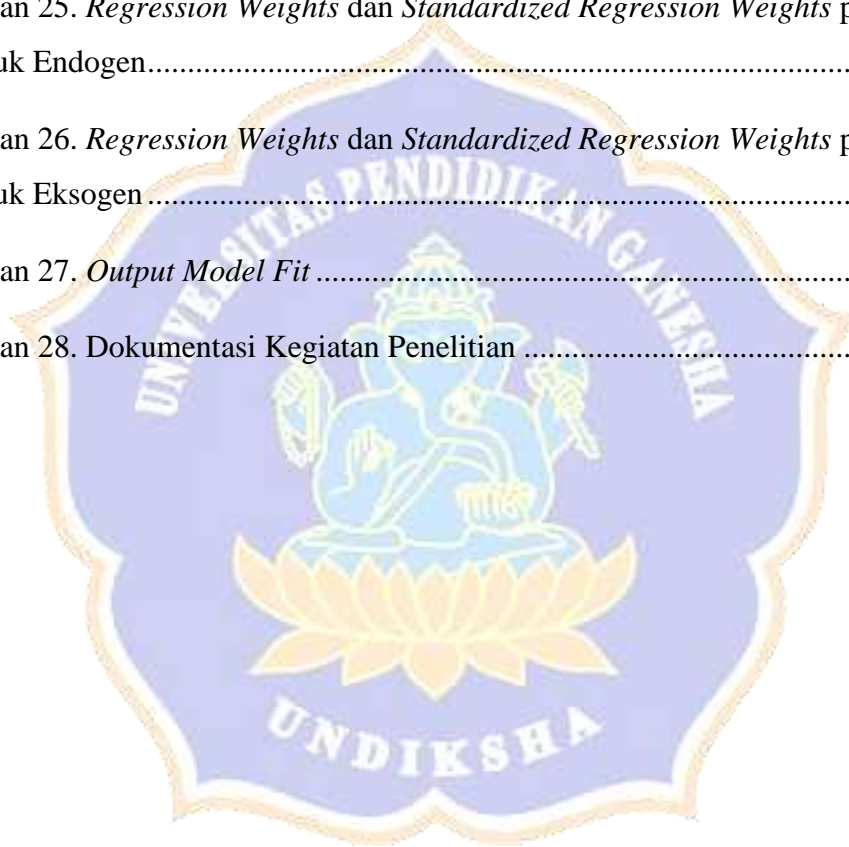 an 25. Regression Weights dan Standardized Regression Weights p
uk Endogen..........................................................................................
an 26. Regression Weights dan Standardized Regression Weights p
uk Eksogen..........................................................................................
an 27. Output Model Fit.....................................................................
an 28. Dokumentasi Kegiatan Penelitian ...........................................
UNIVERSITAS PENDIDIKAN GANESHA
UNDIKSHA